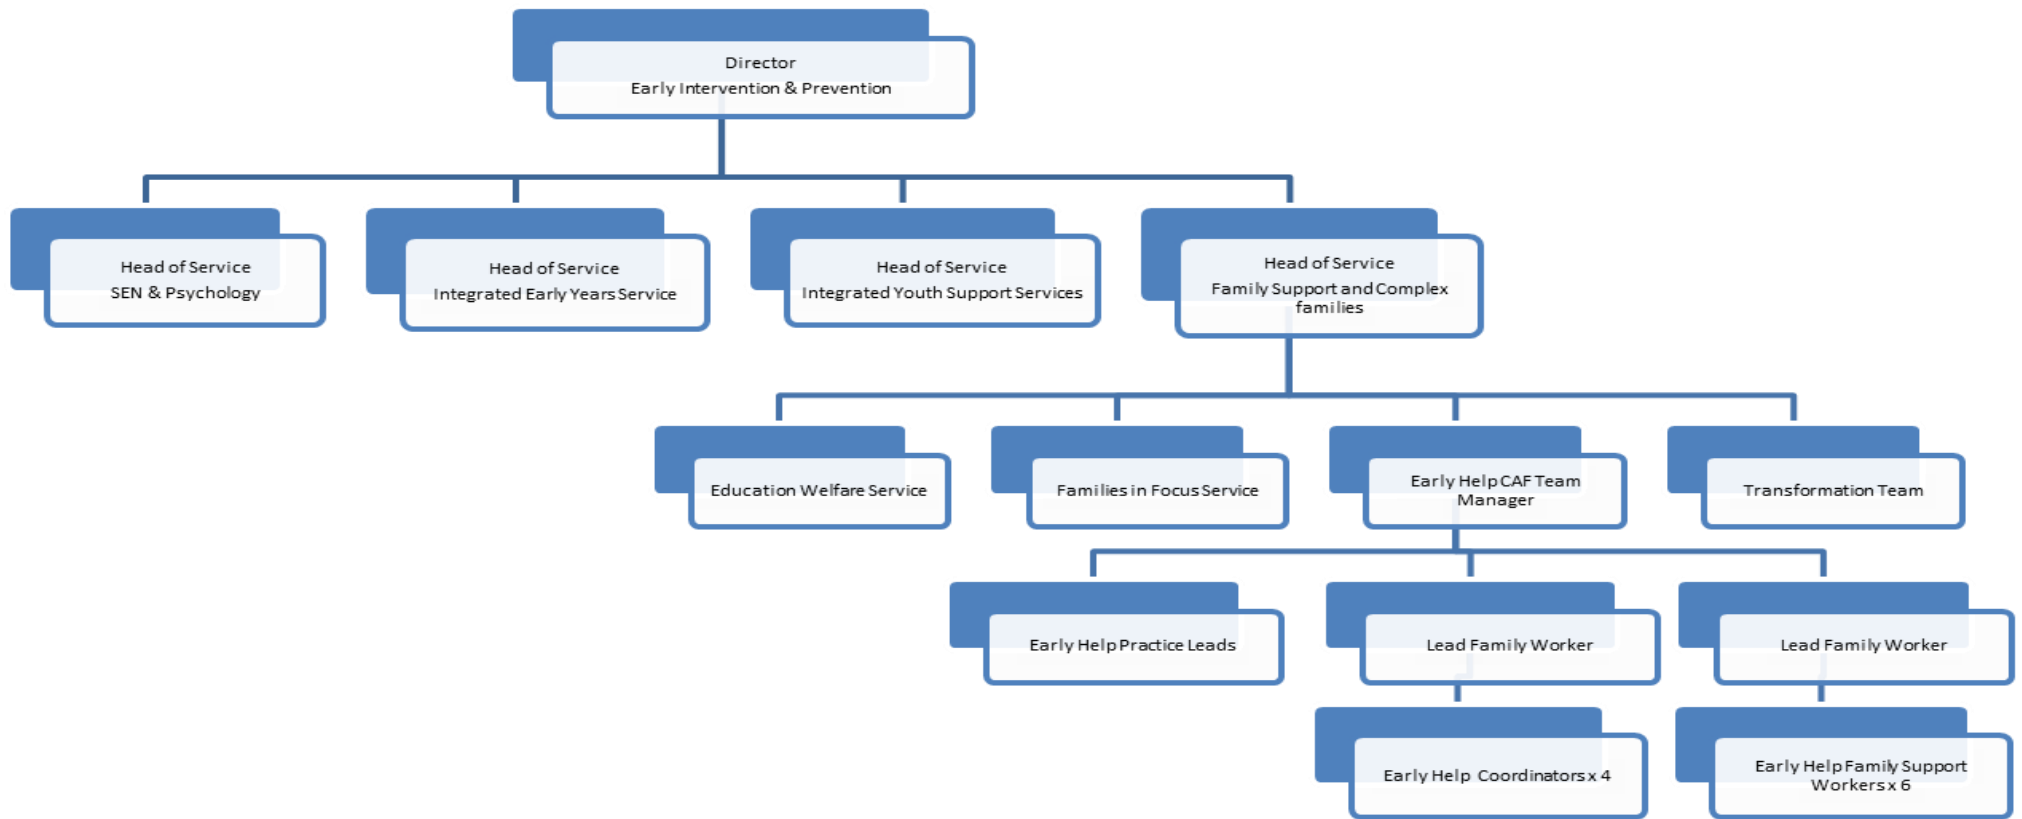 Director
Early Intervention & Prevention
Head of Service
SEN & Psychology
Head of Service
Integrated Early Years Service
Head of Service
Integrated Youth Support Services
Head of Service
Family Support and Complex
families
Education Welfare Service
Families in Focus Service
Early Help CAF Team
Manager
Transformation Team
Early Help Practice Leads
Lead Family Worker
Lead Family Worker
Early Help Coordinators x 4
Early Help Family Support
Workers x 6